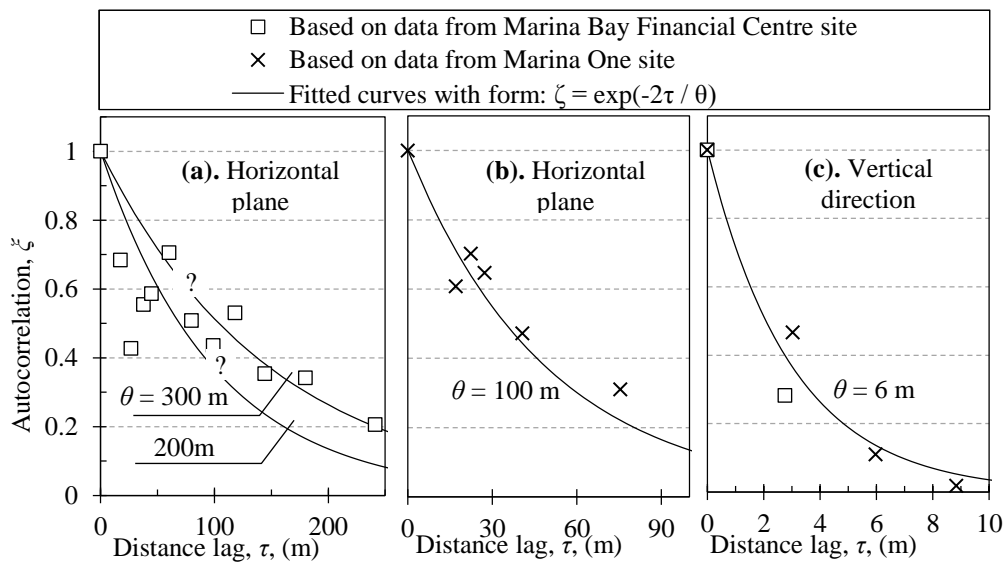 Based on data from Marina Bay Financial Centre site
Based on data from Marina One site
Fitted curves with form: ζ = exp(-2τ / θ)
Autocorrelation, ξ
1
0.8
0.6
0.4
0.2
0
(a). Horizontal
plane
?
?
θ = 300 m
200m
0
100
200
Distance lag, τ, (m)
(b). Horizontal
plane
θ = 100 m
0
30
60
90
Distance lag, τ, (m)
(c). Vertical
direction
θ = 6 m
0
2
4
6
8
10
Distance lag, τ, (m)